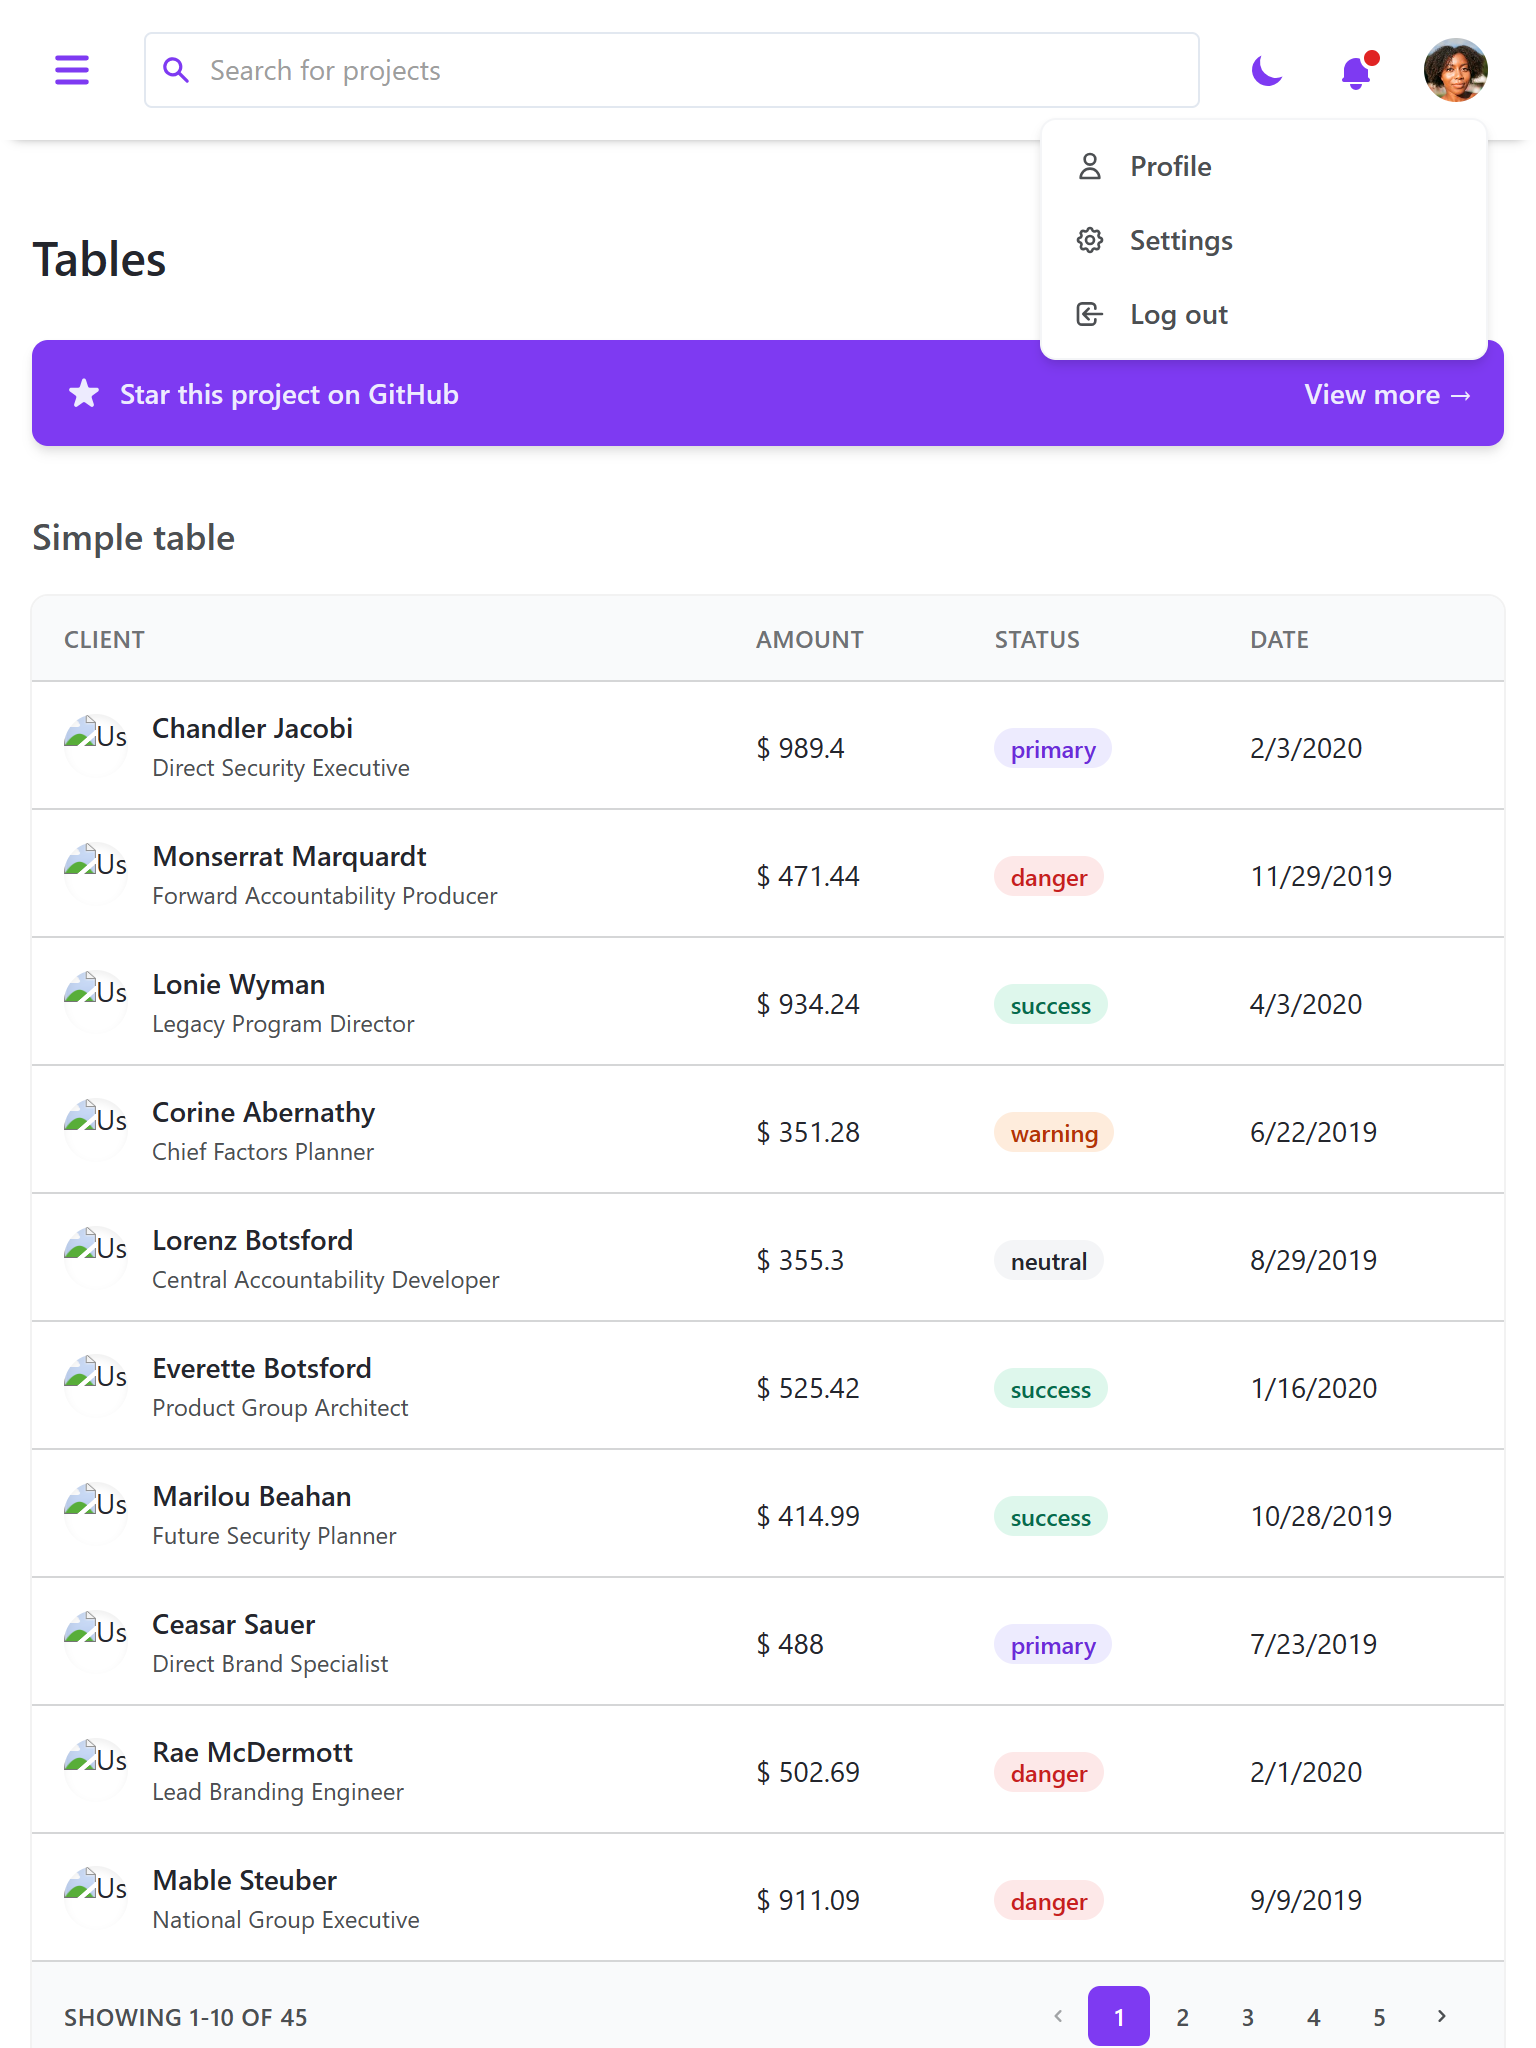 Search for projects
Profile
Settings
Log out
Tables
Star this project on GitHub
View more →
Simple table
CLIENT AMOUNT STATUS DATE
Us Chandler Jacobi
Direct Security Executive
$ 989.4 primary 2/3/2020
Us Monserrat Marquardt
Forward Accountability Producer
$ 471.44 danger 11/29/2019
Us Lonie Wyman
Legacy Program Director
$ 934.24 success 4/3/2020
Us Corine Abernathy
Chief Factors Planner
$ 351.28 warning 6/22/2019
Us Lorenz Botsford
Central Accountability Developer
$ 355.3 neutral 8/29/2019
Us Everette Botsford
Product Group Architect
$ 525.42 success 1/16/2020
Us Marilou Beahan
Future Security Planner
$ 414.99 success 10/28/2019
Us Ceasar Sauer
Direct Brand Specialist
$ 488 primary 7/23/2019
Us Rae McDermott
Lead Branding Engineer
$ 502.69 danger 2/1/2020
Us Mable Steuber
National Group Executive
$ 911.09 danger 9/9/2019
SHOWING 1-10 OF 45
1 2 3 4 5